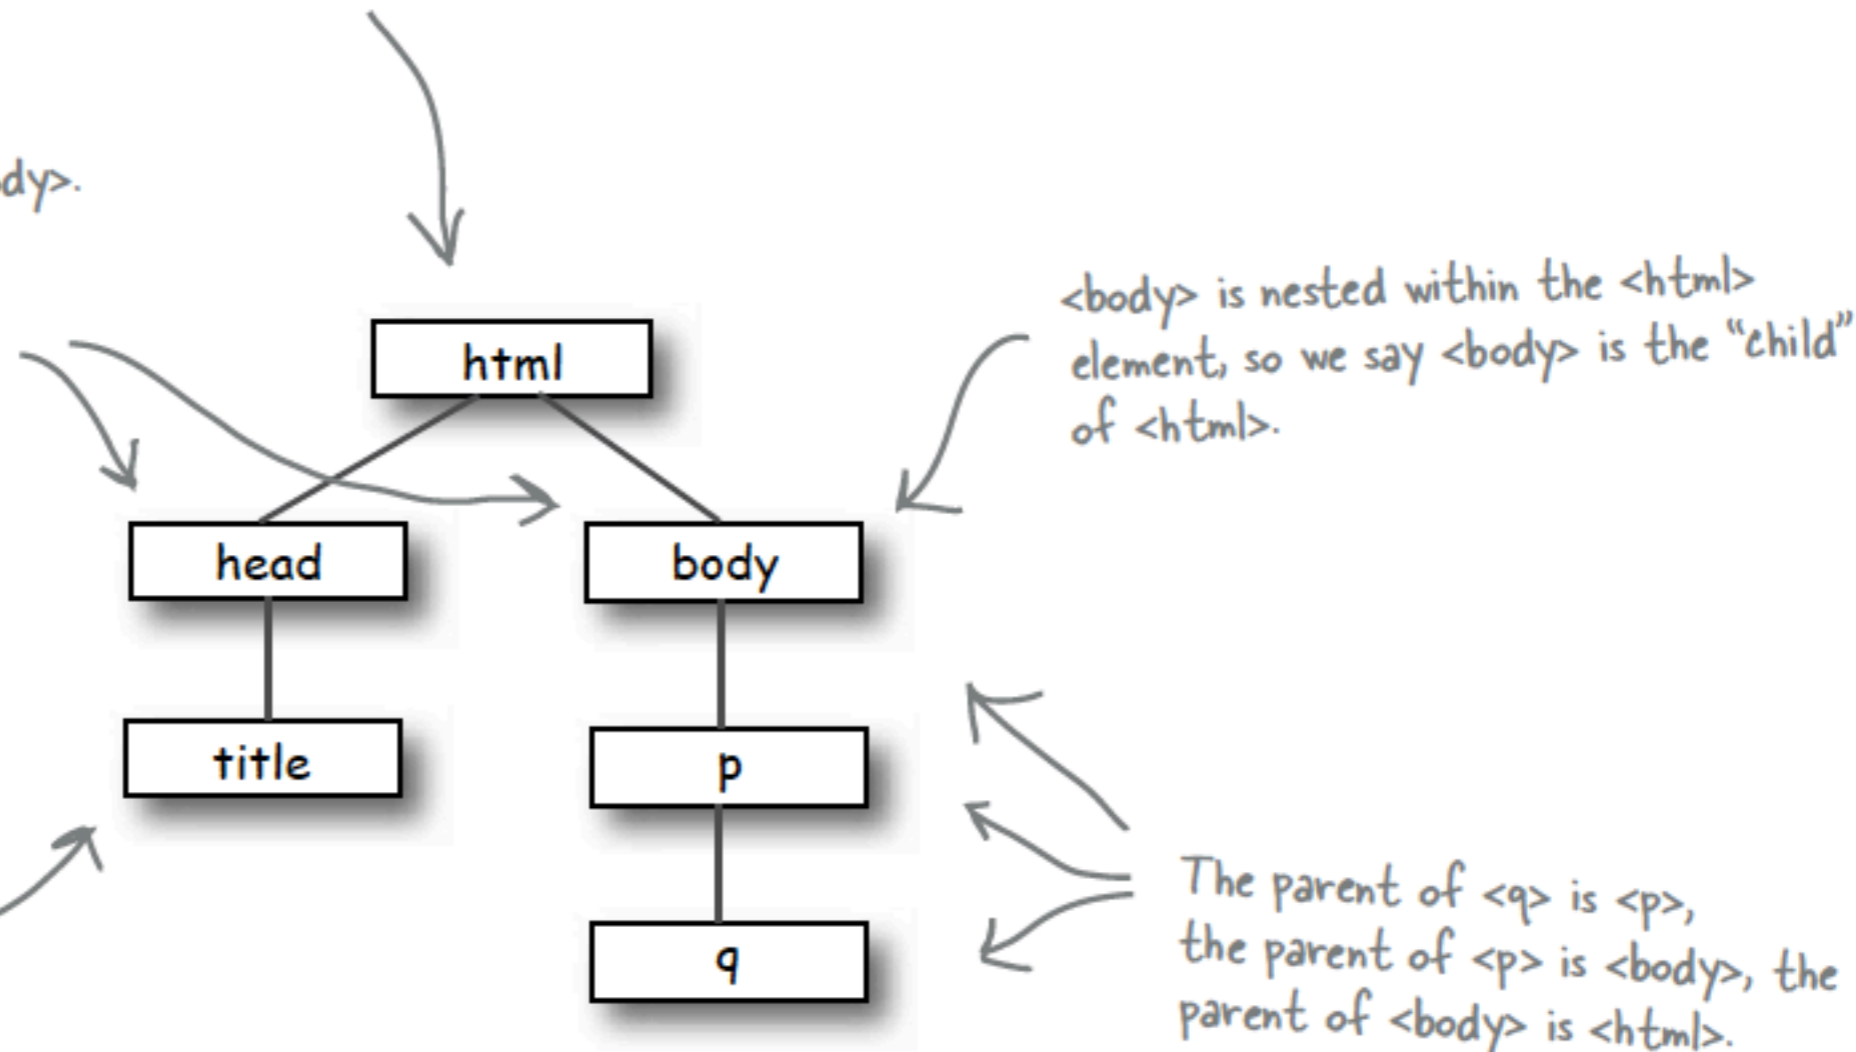 dy>.
<body> is nested within the <html>
element, so we say <body> is the “child”
of <html>.
html
head
body
title
p
q
The parent of <q> is <p>,
the parent of <p> is <body>, the
parent of <body> is <html>.